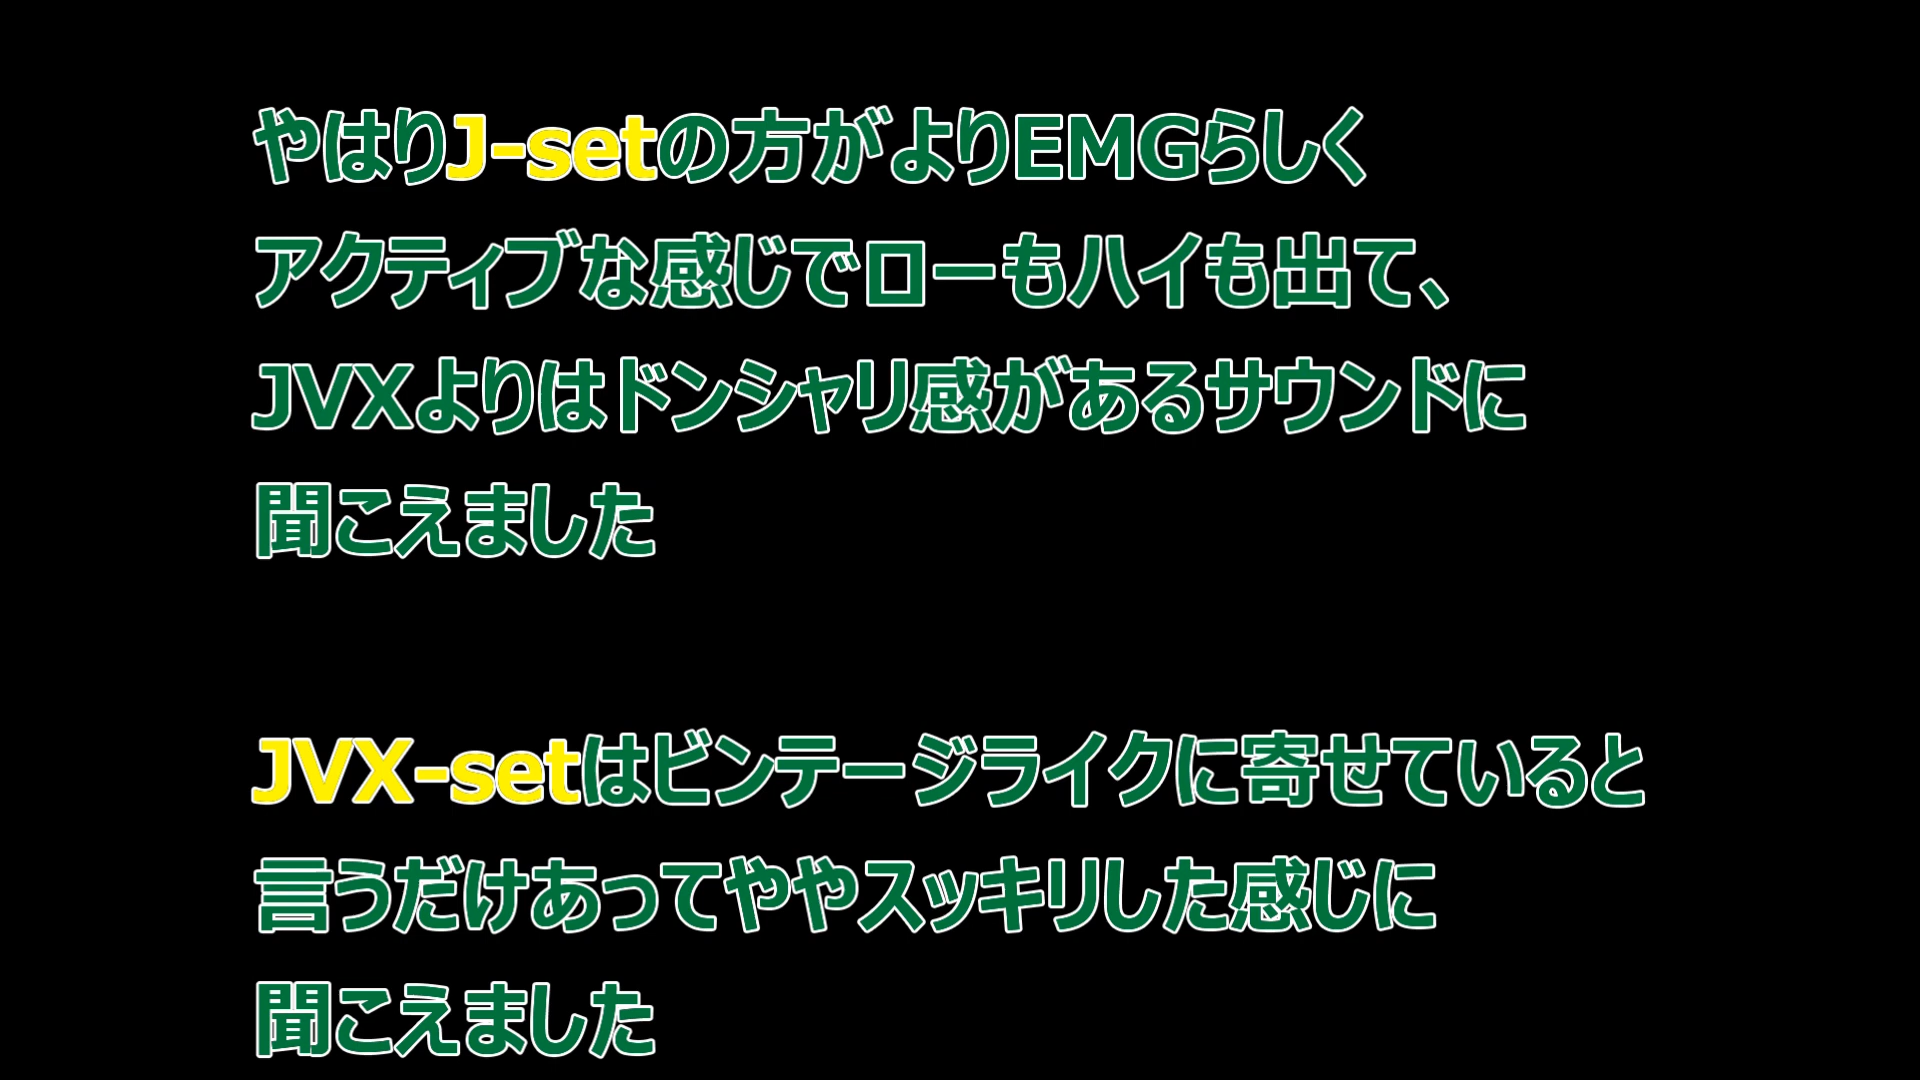 やはりJ-setの方がよりEMGらしく
アクティブな感じでローもハイも出て、
JVXよりはドンシャリ感があるサウンドに
聞こえました
JVX-setはビンテージライクに寄せていると
言うだけあってややスッキリした感じに
聞こえました